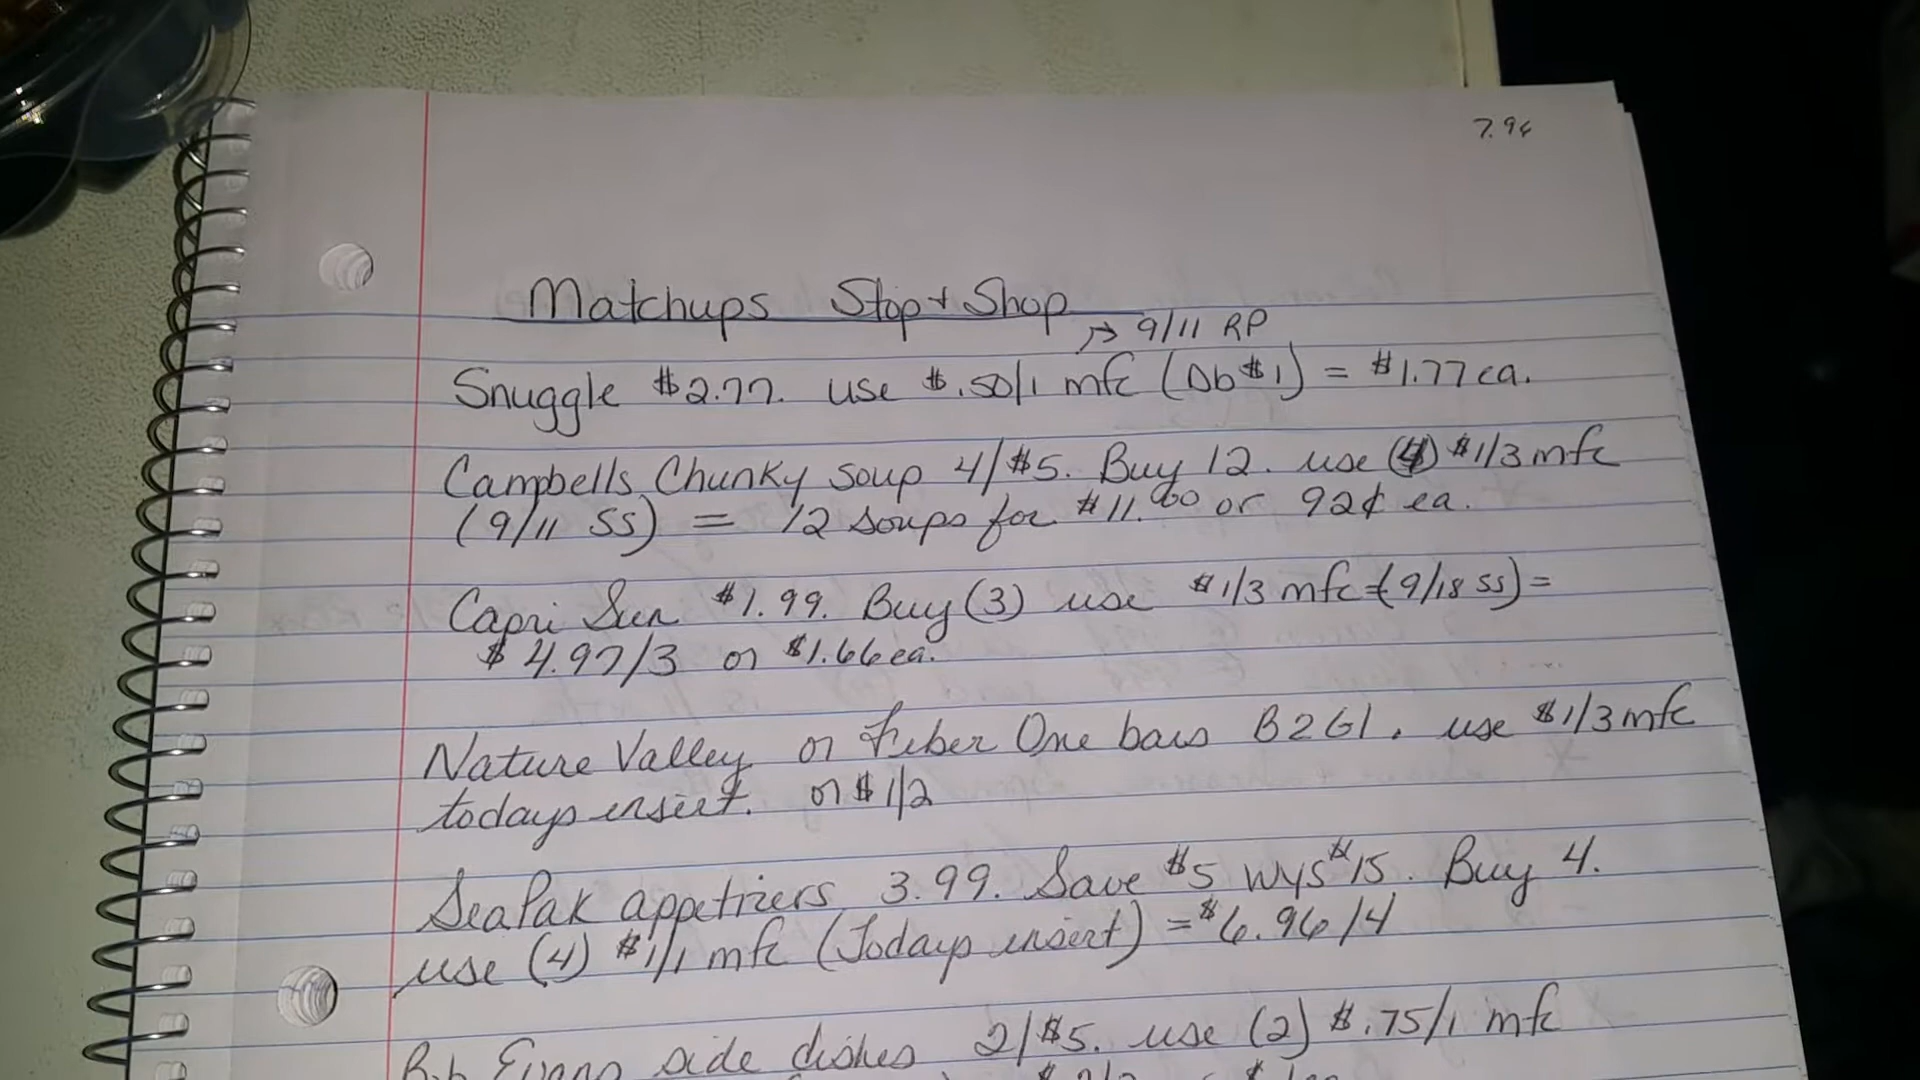 7.96
Matchups Stop + Shop
→ 9/11 RP
Snuggle $2.77. use $.50/1 mfc (Db $1) = $1.77 ea.
Campbells Chunky soup 4/$5. Buy 12. use (4) $1/3 mfc
(9/11 SS) = 12 soups for $11.00 or 92¢ ea.
Capri Sun $1.99. Buy (3) use $1/3 mfc (9/18 SS) =
$4.97/3 or $1.66 ea.
Nature Valley or Fiber One bars B2G1. use $1/3 mfc
todays insert. or $1/2
SeaPak appetizers 3.99. Save $5 wys $15. Buy 4.
use (4) $1/1 mfc (Todays insert) = $6.96/4
Bob Evans side dishes 2/$5. use (2) $.75/1 mfc